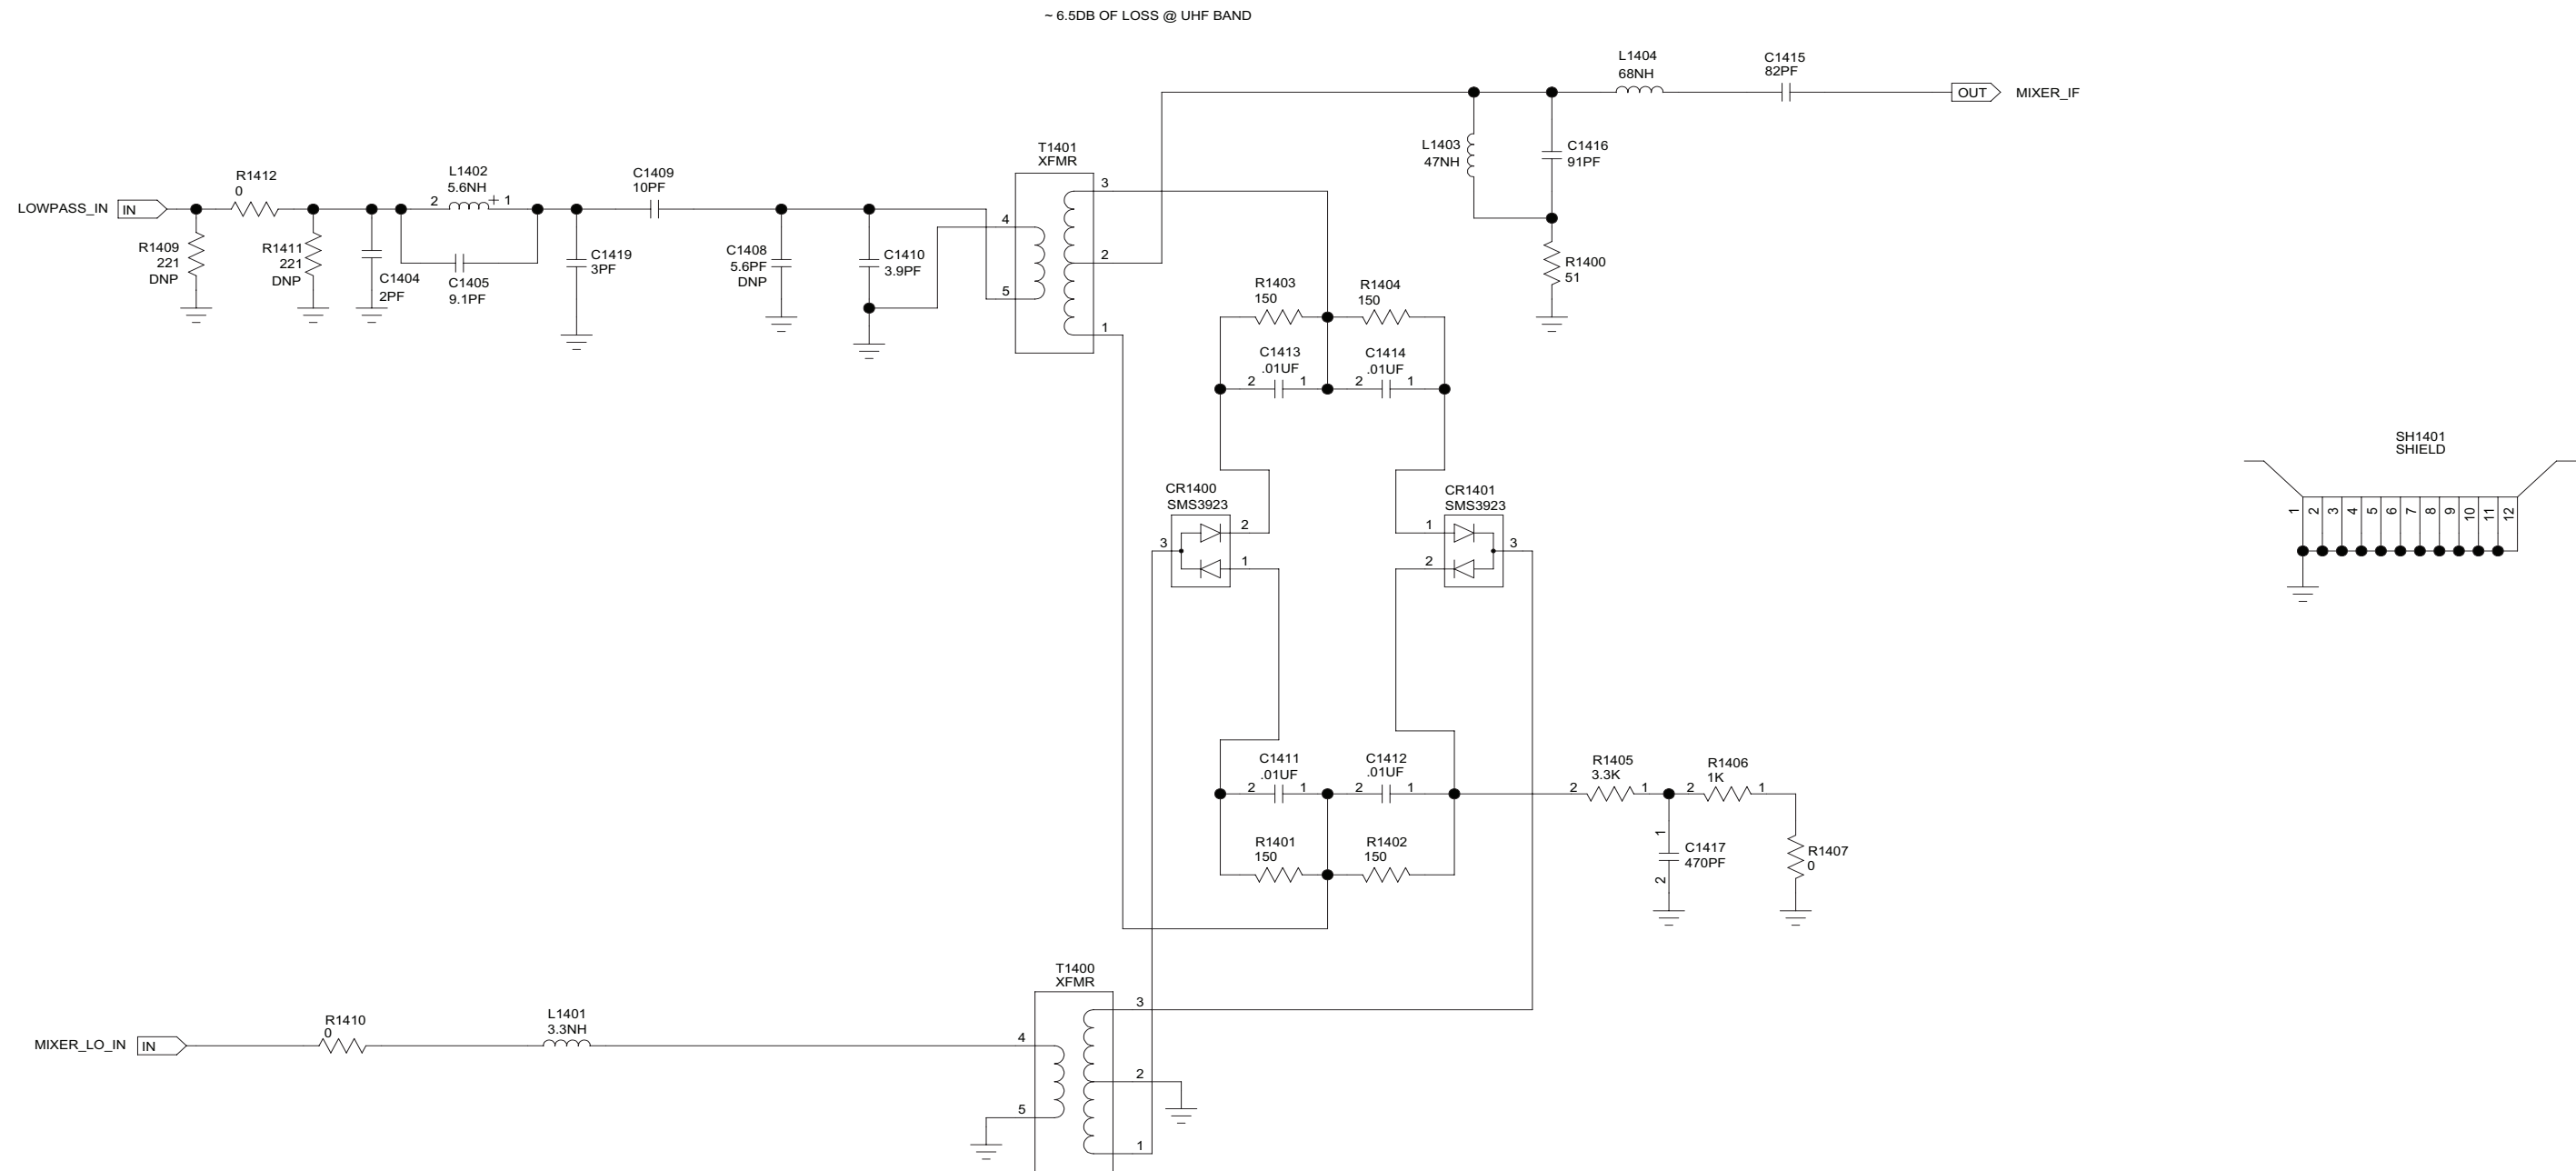 ~ 6.5DB OF LOSS @ UHF BAND
L1404
68NH
C1415
82PF
OUT MIXER_IF
L1403
47NH
C1416
91PF
R1400
51
LOWPASS_IN IN
R1412
0
R1409
221
DNP
R1411
221
DNP
C1404
2PF
L1402
5.6NH
2 + 1
C1405
9.1PF
C1419
3PF
C1409
10PF
C1408
5.6PF
DNP
C1410
3.9PF
T1401
XFMR
4
5
3
2
1
R1403
150
R1404
150
C1413
.01UF
2 1
C1414
.01UF
2 1
CR1400
SMS3923
3
2
1
CR1401
SMS3923
1
2
3
SH1401
SHIELD
1 2 3 4 5 6 7 8 9 10 11 12
C1411
.01UF
2 1
C1412
.01UF
2 1
R1401
150
R1402
150
R1405
3.3K
2 1
R1406
1K
2 1
C1417
470PF
1
2
R1407
0
MIXER_LO_IN IN
R1410
0
L1401
3.3NH
T1400
XFMR
4
5
3
2
1